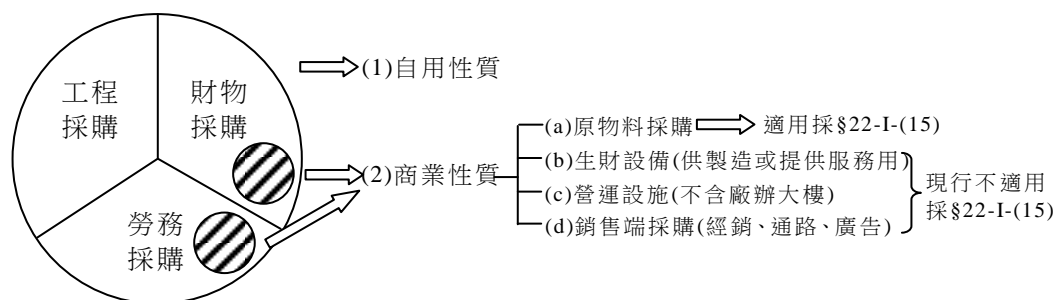 工程
採購
財物
採購
勞務
採購
(1)自用性質
(2)商業性質
(a)原物料採購
適用採§22-I-(15)
(b)生財設備(供製造或提供服務用)
(c)營運設施(不含廠辦大樓)
(d)銷售端採購(經銷、通路、廣告)
現行不適用
採§22-I-(15)